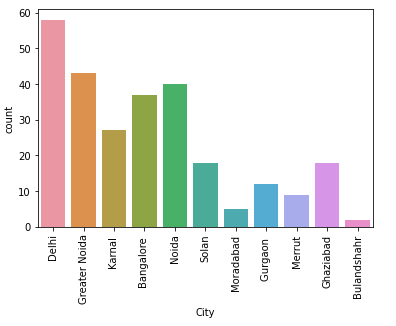 60
50
40
30
20
10
0
count
Delhi
Greater Noida
Karnal
Bangalore
Noida
Solan
Moradabad
Gurgaon
Merrut
Ghaziabad
Bulandshahr
City